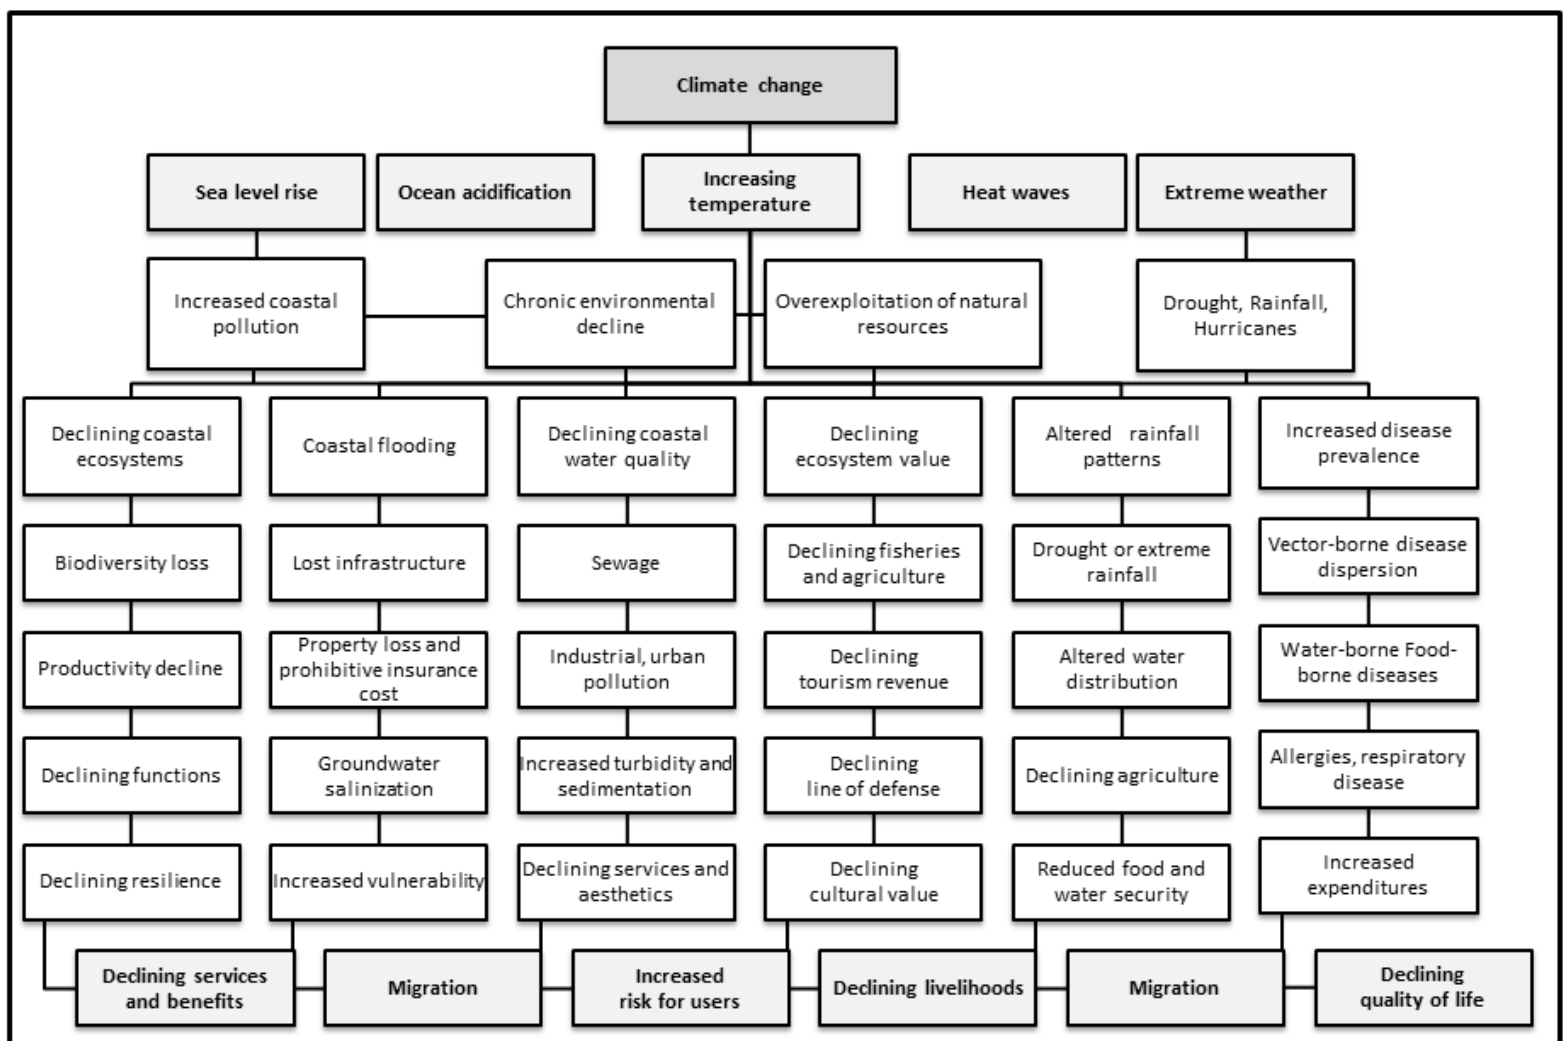 Climate change
Sea level rise
Ocean acidification
Increasing
temperature
Heat waves
Extreme weather
Increased coastal
pollution
Chronic environmental
decline
Overexploitation of natural
resources
Drought, Rainfall,
Hurricanes
Declining coastal
ecosystems
Coastal flooding
Declining coastal
water quality
Declining
ecosystem value
Altered rainfall
patterns
Increased disease
prevalence
Biodiversity loss
Lost infrastructure
Sewage
Declining fisheries
and agriculture
Drought or extreme
rainfall
Vector-borne disease
dispersion
Productivity decline
Property loss and
prohibitive insurance
cost
Industrial, urban
pollution
Declining
tourism revenue
Altered water
distribution
Water-borne Food-
borne diseases
Declining functions
Groundwater
salinization
Increased turbidity and
sedimentation
Declining
line of defense
Declining agriculture
Allergies, respiratory
disease
Declining resilience
Increased vulnerability
Declining services and
aesthetics
Declining
cultural value
Reduced food and
water security
Increased
expenditures
Declining services
and benefits
Migration
Increased
risk for users
Declining livelihoods
Migration
Declining
quality of life